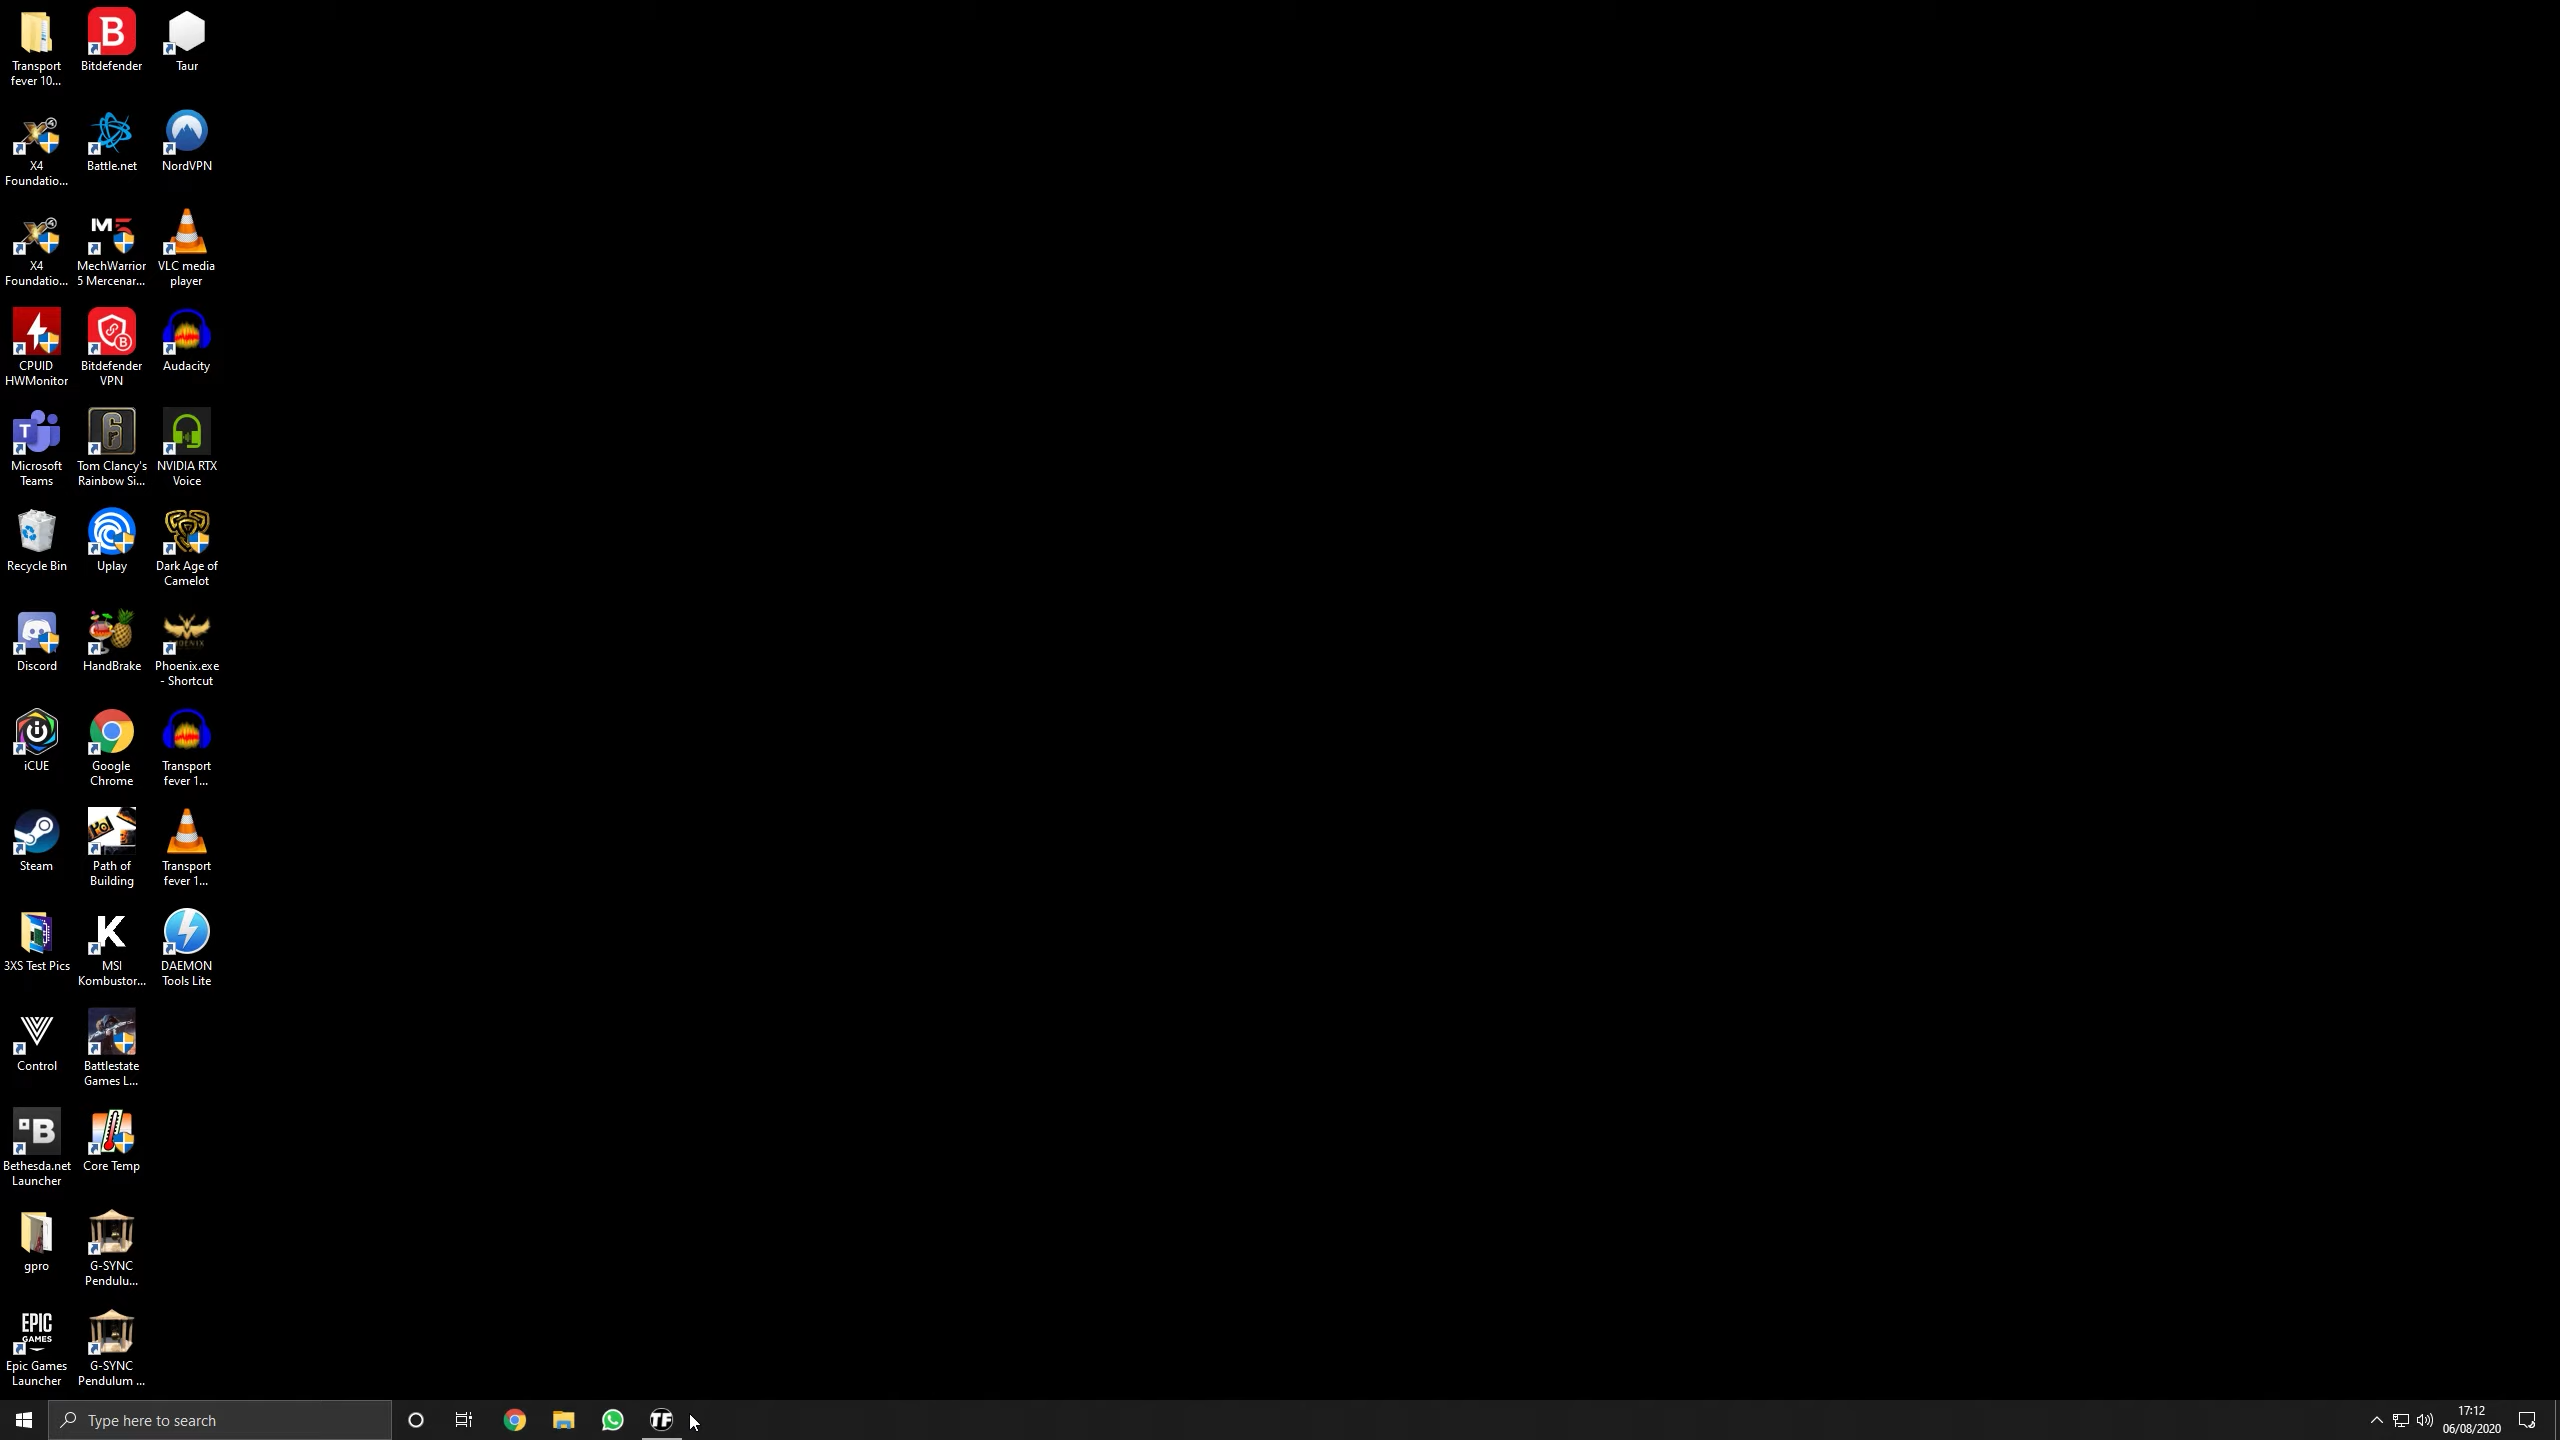 Transport
fever 10...
Bitdefender
Taur
X4
Foundatio...
Battle.net
NordVPN
X4
Foundatio...
M5
MechWarrior
5 Mercenar...
VLC media
player
CPUID
HWMonitor
Bitdefender
VPN
Audacity
Microsoft
Teams
Tom Clancy's
Rainbow Si...
NVIDIA RTX
Voice
Recycle Bin
Uplay
Dark Age of
Camelot
Discord
HandBrake
PHOENIX
Phoenix.exe
- Shortcut
iCUE
Google
Chrome
Transport
fever 1...
Steam
Path of
Building
Transport
fever 1...
3XS Test Pics
K
MSI
Kombustor...
DAEMON
Tools Lite
Control
Battlestate
Games L...
B
Bethesda.net
Launcher
Core Temp
gpro
G-SYNC
Pendulu...
EPIC
GAMES
Epic Games
Launcher
G-SYNC
Pendulum ...
Type here to search
TF
17:12
06/08/2020